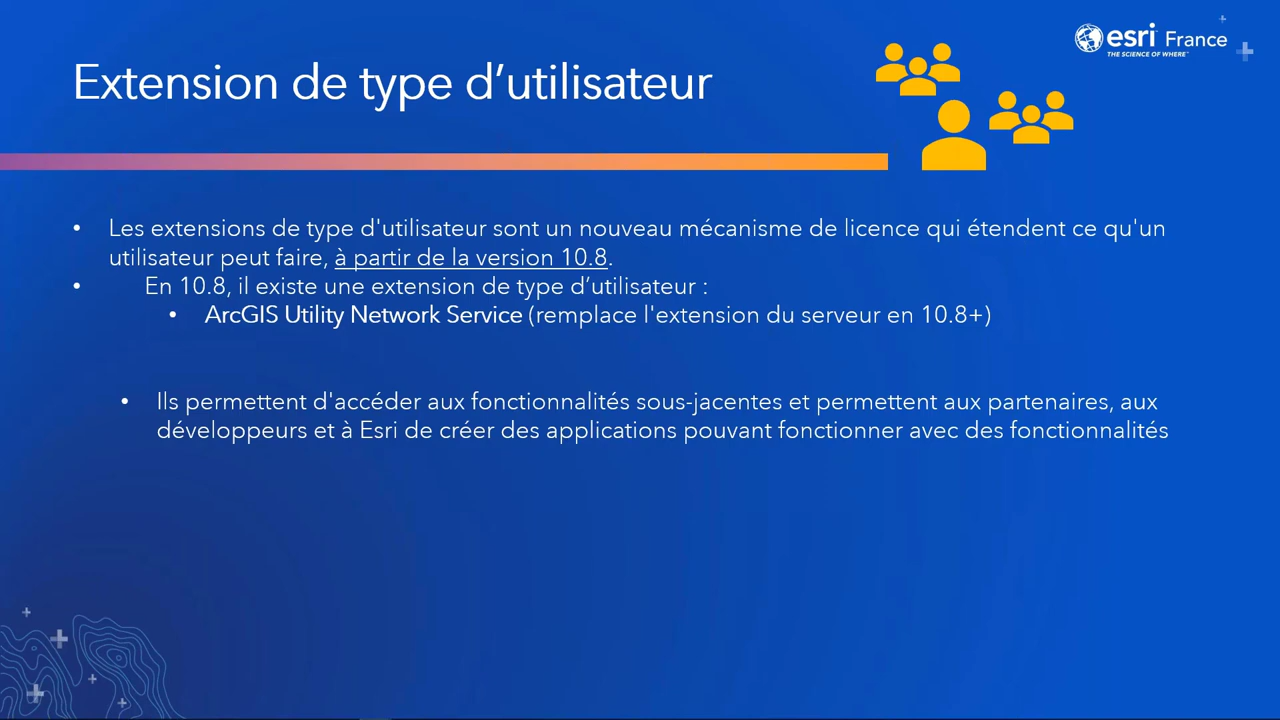 esri France
THE SCIENCE OF WHERE™
Extension de type d’utilisateur
• Les extensions de type d'utilisateur sont un nouveau mécanisme de licence qui étendent ce qu'un
utilisateur peut faire, à partir de la version 10.8.
• En 10.8, il existe une extension de type d’utilisateur :
• ArcGIS Utility Network Service (remplace l'extension du serveur en 10.8+)
• Ils permettent d'accéder aux fonctionnalités sous-jacentes et permettent aux partenaires, aux
développeurs et à Esri de créer des applications pouvant fonctionner avec des fonctionnalités